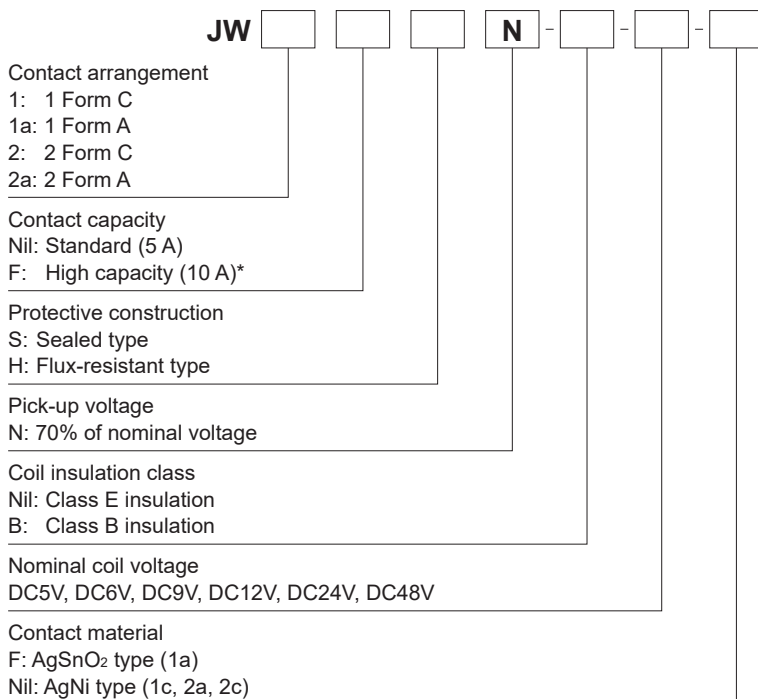 JW N - - -
Contact arrangement
1: 1 Form C
1a: 1 Form A
2: 2 Form C
2a: 2 Form A
Contact capacity
Nil: Standard (5 A)
F: High capacity (10 A)*
Protective construction
S: Sealed type
H: Flux-resistant type
Pick-up voltage
N: 70% of nominal voltage
Coil insulation class
Nil: Class E insulation
B: Class B insulation
Nominal coil voltage
DC5V, DC6V, DC9V, DC12V, DC24V, DC48V
Contact material
F: AgSnO₂ type (1a)
Nil: AgNi type (1c, 2a, 2c)